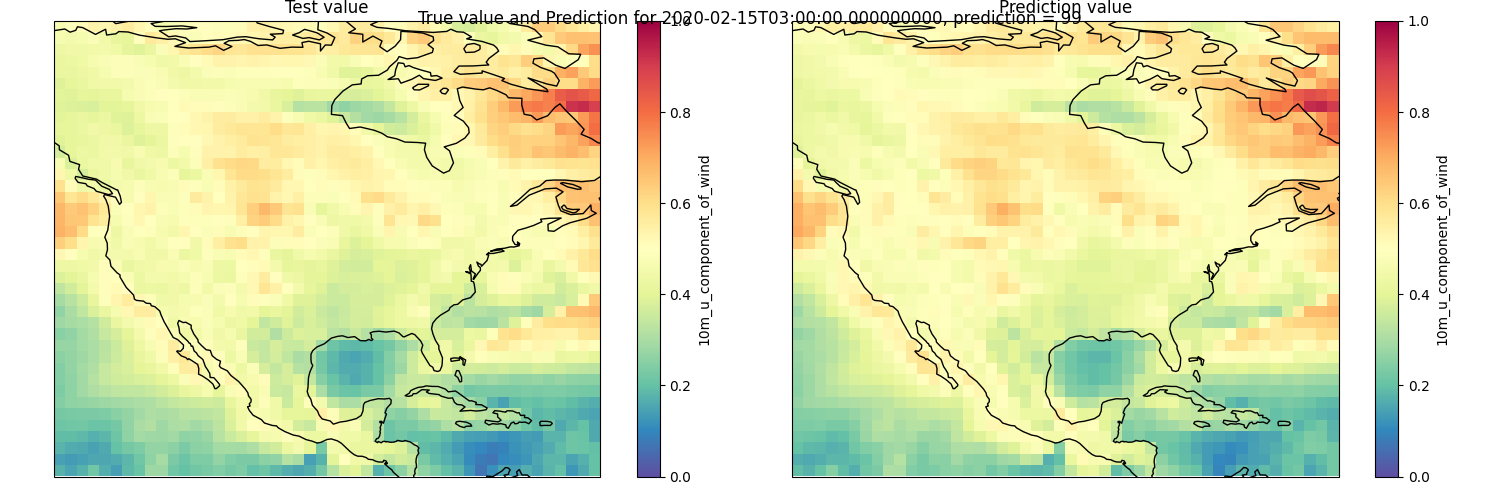 Test value
True value and Prediction for 2020-02-15T03:00:00.000000000, prediction = 99
Prediction value
1.0
0.8
0.6
0.4
0.2
0.0
10m_u_component_of_wind
1.0
0.8
0.6
0.4
0.2
0.0
10m_u_component_of_wind